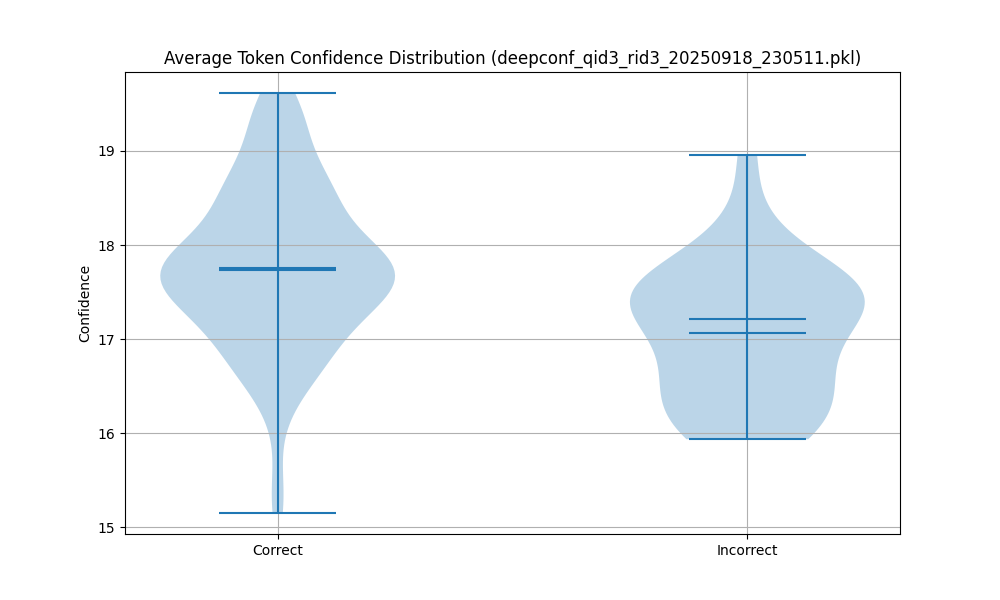 Average Token Confidence Distribution (deepconf_qid3_rid3_20250918_230511.pkl)
Confidence
19
18
17
16
15
Correct Incorrect